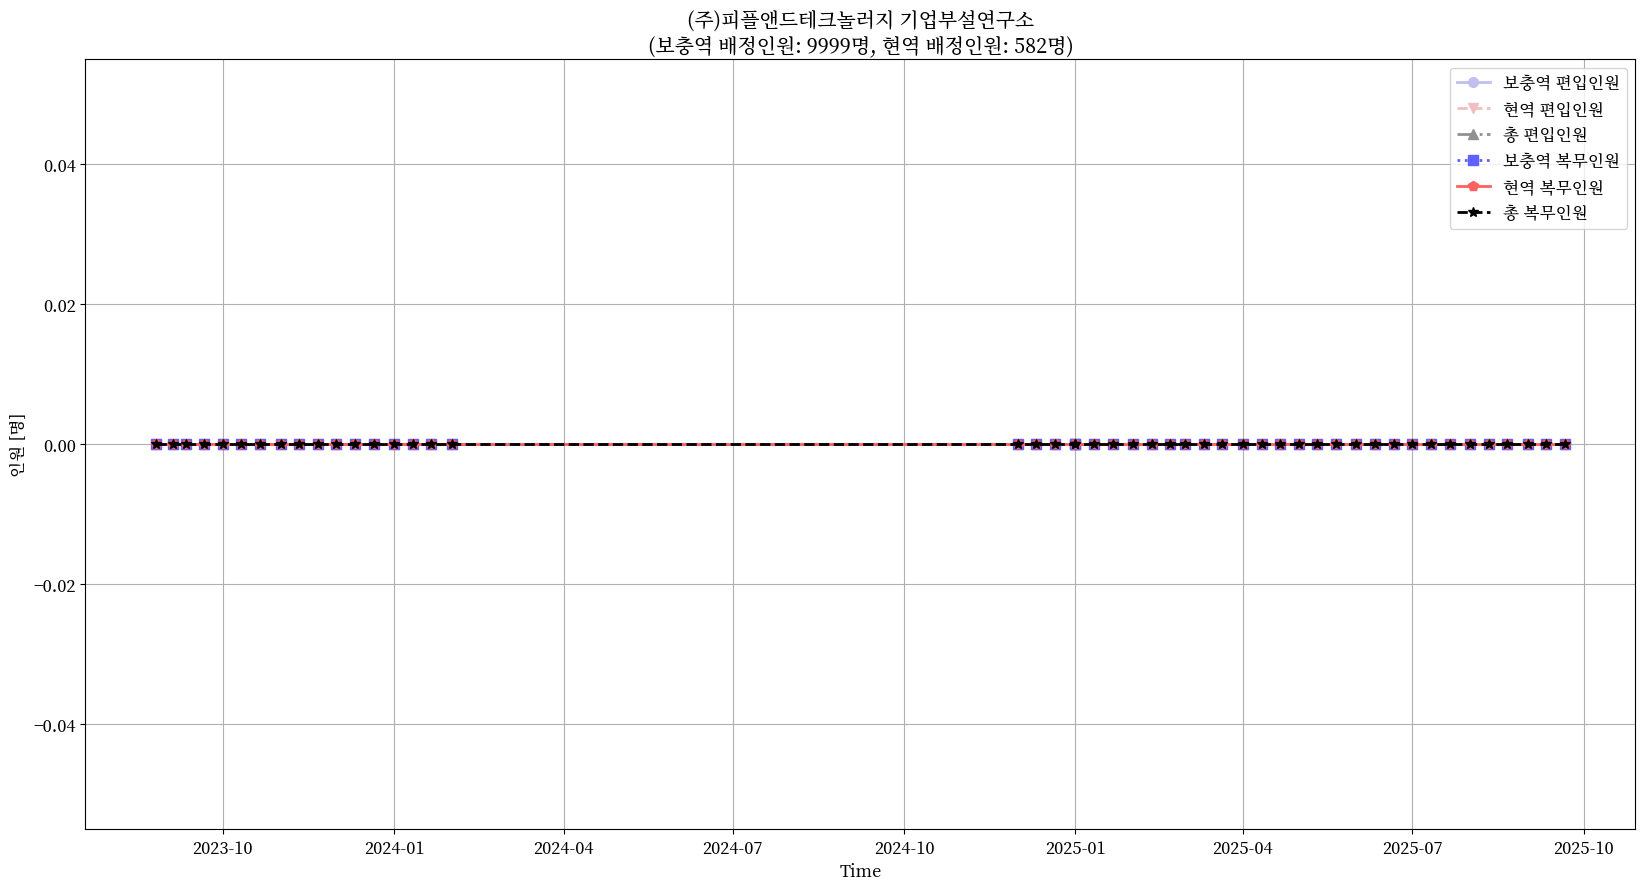 (주)피플앤드테크놀러지 기업부설연구소
(보충역 배정인원: 9999명, 현역 배정인원: 582명)
보충역 편입인원
현역 편입인원
총 편입인원
보충역 복무인원
현역 복무인원
총 복무인원
0.04
0.02
0.00
−0.02
−0.04
인원 [명]
2023-10 2024-01 2024-04 2024-07 2024-10 2025-01 2025-04 2025-07 2025-10
Time